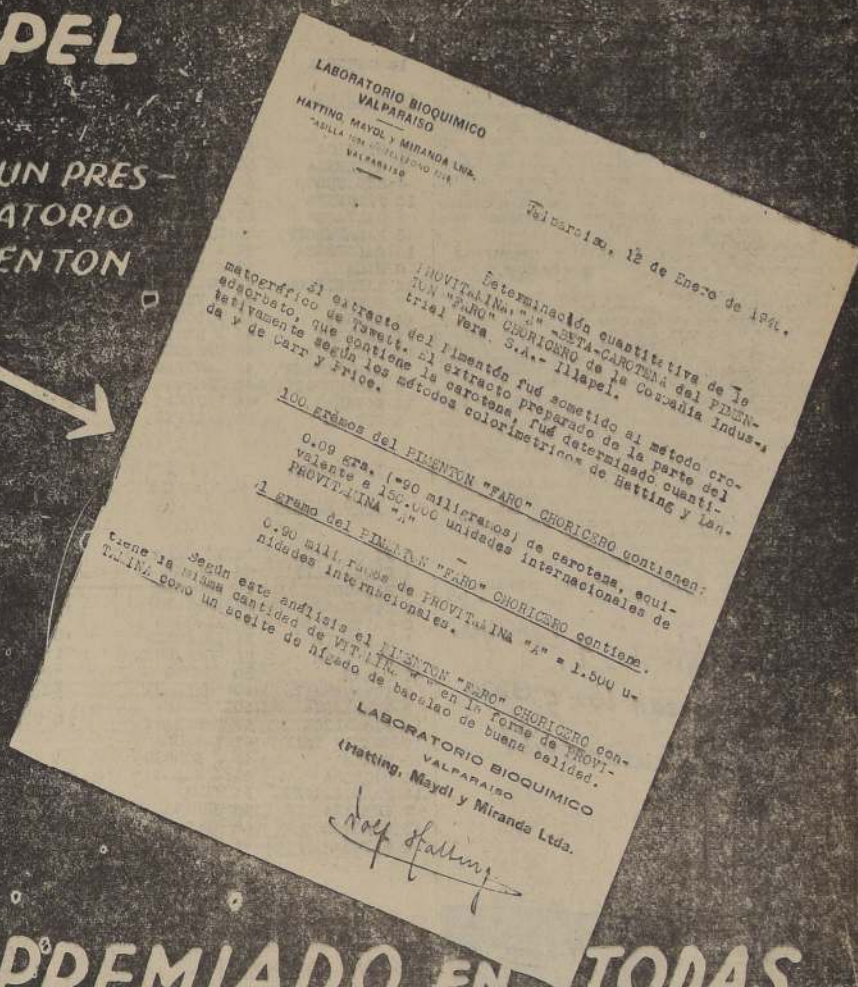 PEL
UN PRES-
ATORIO
ENTON
LABORATORIO BIOQUIMICO
VALPARAISO
HATTING, MAYDL y MIRANDA Ltda.
CASILLA
VALPARAISO
Valparaiso, 12 de Enero de
Determinación cuantitativa de la
PROVITAMINA "A" -BETA-CAROTENA del PIMEN-
TON "FARO" CHORICERO de la Compañia Indus-
trial Vera. S.A.- Illapel.
El extracto del Pimentón fué sometido al método cro-
matográfico de Tswett. El extracto preparado de la parte del
adsorbato, que contiene la carotena, fué determinado cuanti-
tativamente según los métodos colorimétricos de Hatting y Lan-
da y de Carr y Price.
100 grámos del PIMENTON "FARO" CHORICERO contienen:
0.09 grs. (=90 miligramos) de carotena, equi-
valente a 150.000 unidades internacionales de
PROVITAMINA "A"
1 gramo del PIMENTON "FARO" CHORICERO contiene.
0.90 miligramos de PROVITAMINA "A" = 1.500 u-
nidades internacionales.
Según este análisis el PIMENTON "FARO" CHORICERO con-
tiene la misma cantidad de VITAMINA " " en la forma de PROVI-
TAMINA como un aceite de hígado de bacalao de buena calidad.
LABORATORIO BIOQUIMICO
VALPARAISO
(Hatting, Maydl y Miranda Ltda.
Rolf Hatting
PREMIADO EN TODAS